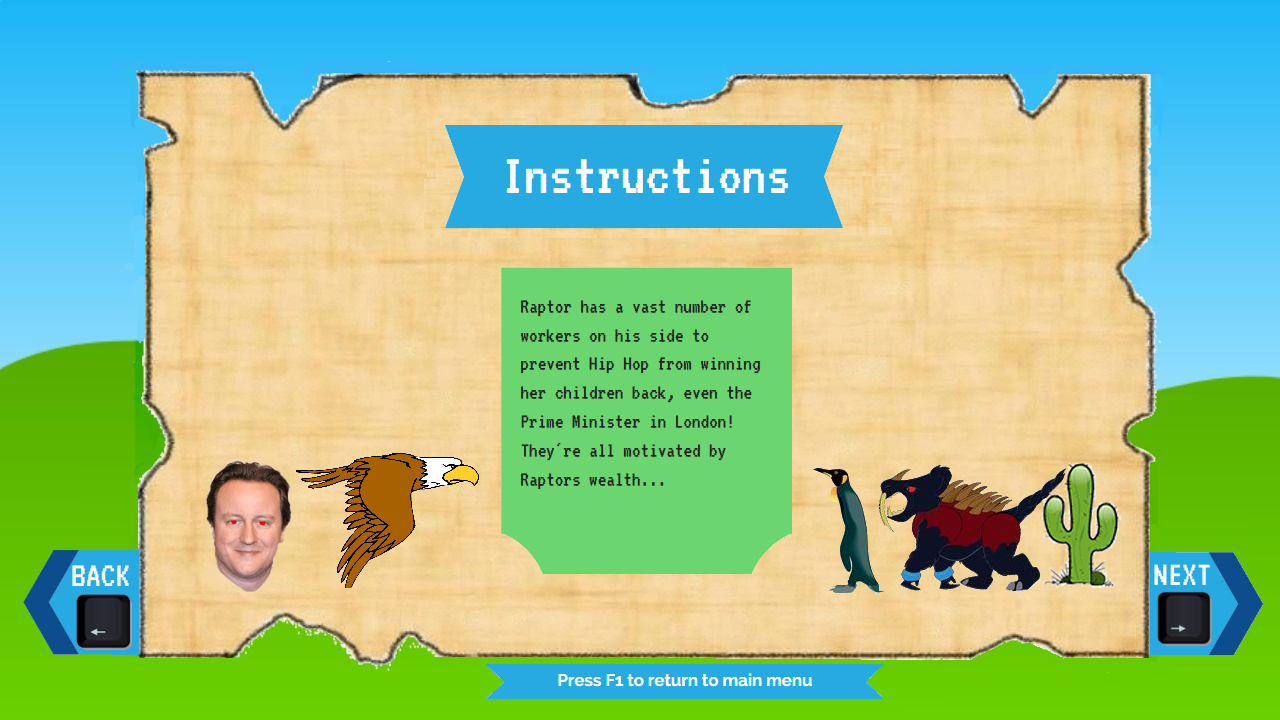 Instructions
Raptor has a vast number of
workers on his side to
prevent Hip Hop from winning
her children back, even the
Prime Minister in London!
They´re all motivated by
Raptors wealth...
BACK
←
NEXT
→
Press F1 to return to main menu